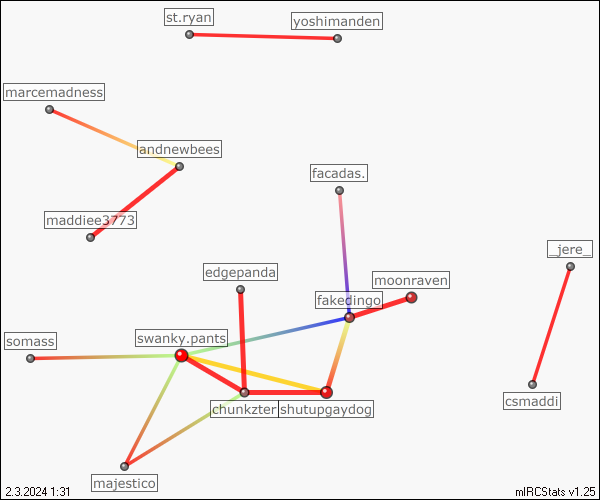 st.ryan
yoshimanden
marcemadness
andnewbees
facadas.
maddiee3773
_jere_
edgepanda
moonraven
fakedingo
swanky.pants
somass
csmaddi
chunkzter
shutupgaydog
majestico
2.3.2024 1:31
mIRCStats v1.25